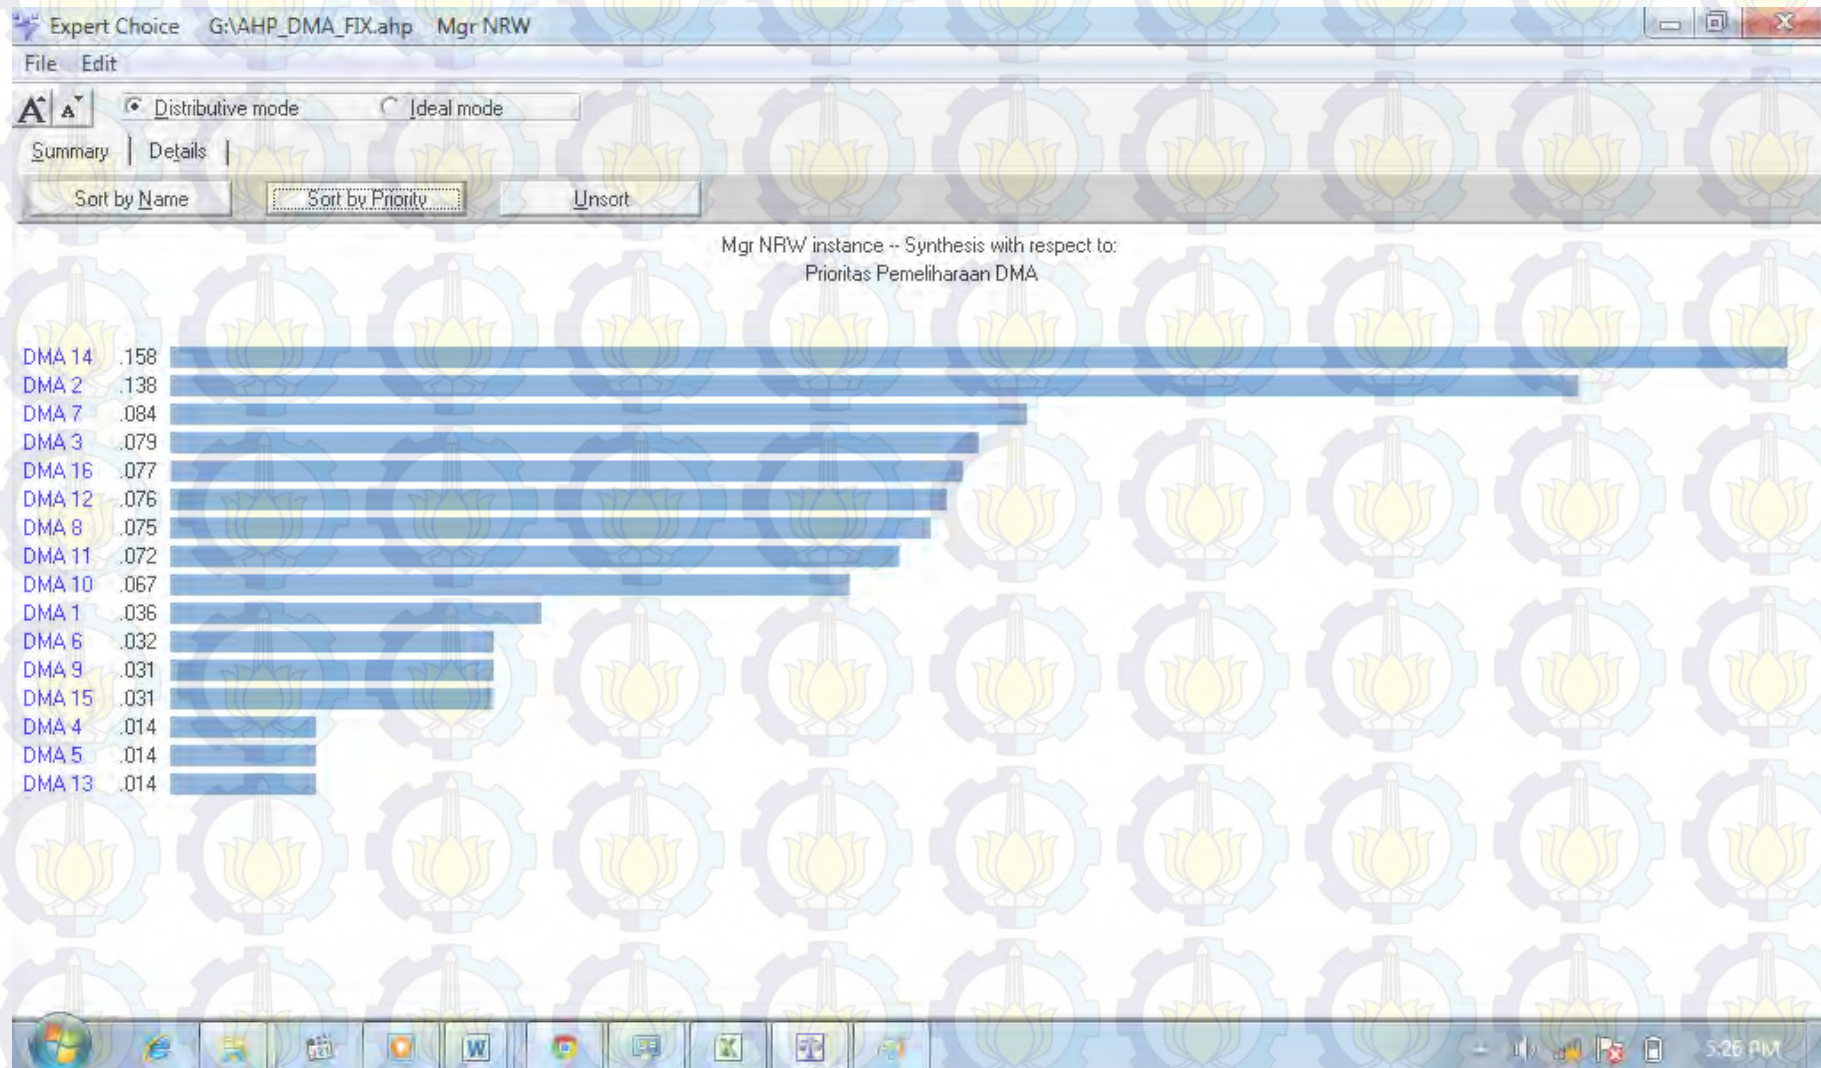 Expert Choice G:\AHP_DMA_FIX.ahp Mgr NRW
File Edit
A A Distributive mode Ideal mode
Summary Details
Sort by Name Sort by Priority Unsort
Mgr NRW instance -- Synthesis with respect to:
Prioritas Pemeliharaan DMA
DMA 14 .158
DMA 2 .138
DMA 7 .084
DMA 3 .079
DMA 16 .077
DMA 12 .076
DMA 8 .075
DMA 11 .072
DMA 10 .067
DMA 1 .036
DMA 6 .032
DMA 9 .031
DMA 15 .031
DMA 4 .014
DMA 5 .014
DMA 13 .014
5:26 PM